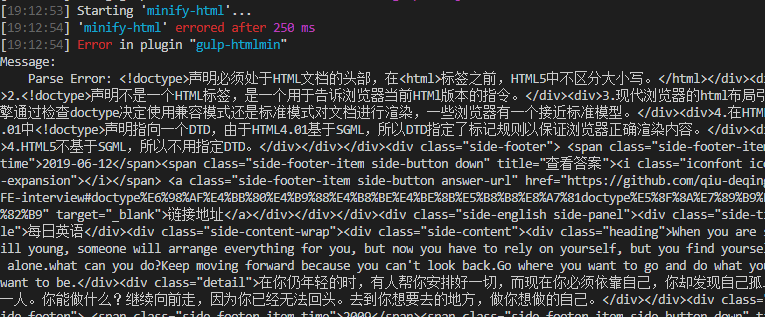 [19:12:53] Starting 'minify-html'...
[19:12:54] 'minify-html' errored after 250 ms
[19:12:54] Error in plugin "gulp-htmlmin"
Message:
    Parse Error: <!doctype>声明必须处于HTML文档的头部，在<html>标签之前，HTML5中不区分大小写。</html></div><d
>2.<!doctype>声明不是一个HTML标签，是一个用于告诉浏览器当前HTMl版本的指令。</div><div>3.现代浏览器的html布局引
擎通过检查doctype决定使用兼容模式还是标准模式对文档进行渲染，一些浏览器有一个接近标准模型。</div><div>4.在HTM
.01中<!doctype>声明指向一个DTD，由于HTML4.01基于SGML，所以DTD指定了标记规则以保证浏览器正确渲染内容。</div><d
>4.HTML5不基于SGML，所以不用指定DTD。</div></div></div><div class="side-footer"> <span class="side-footer-item
time">2019-06-12</span><span class="side-footer-item side-button down" title="查看答案"><i class="iconfont ico
-expansion"></i></span> <a class="side-footer-item side-button answer-url" href="https://github.com/qiu-deqing
FE-interview#doctype%E6%98%AF%E4%BB%80%E4%B9%88%E4%B8%BE%E4%BE%8B%E5%B8%B8%E8%A7%81doctype%E5%8F%8A%E7%89%B9%E
%82%B9" target="_blank">链接地址</a></div></div></div><div class="side-english side-panel"><div class="side-ti
le">每日英语</div><div class="side-content-wrap"><div class="side-content"><div class="heading">When you are s
ill young, someone will arrange everything for you, but now you have to rely on yourself, but you find yoursel
 alone.what can you do?Keep moving forward because you can't look back.Go where you want to go and do what you
want to be.</div><div class="detail">在你仍年轻的时，有人帮你安排好一切，而现在你必须依靠自己，你却发现自己孤
一人。你能做什么？继续向前走，因为你已经无法回头。去到你想要去的地方，做你想做的自己。</div></div></div><div cl